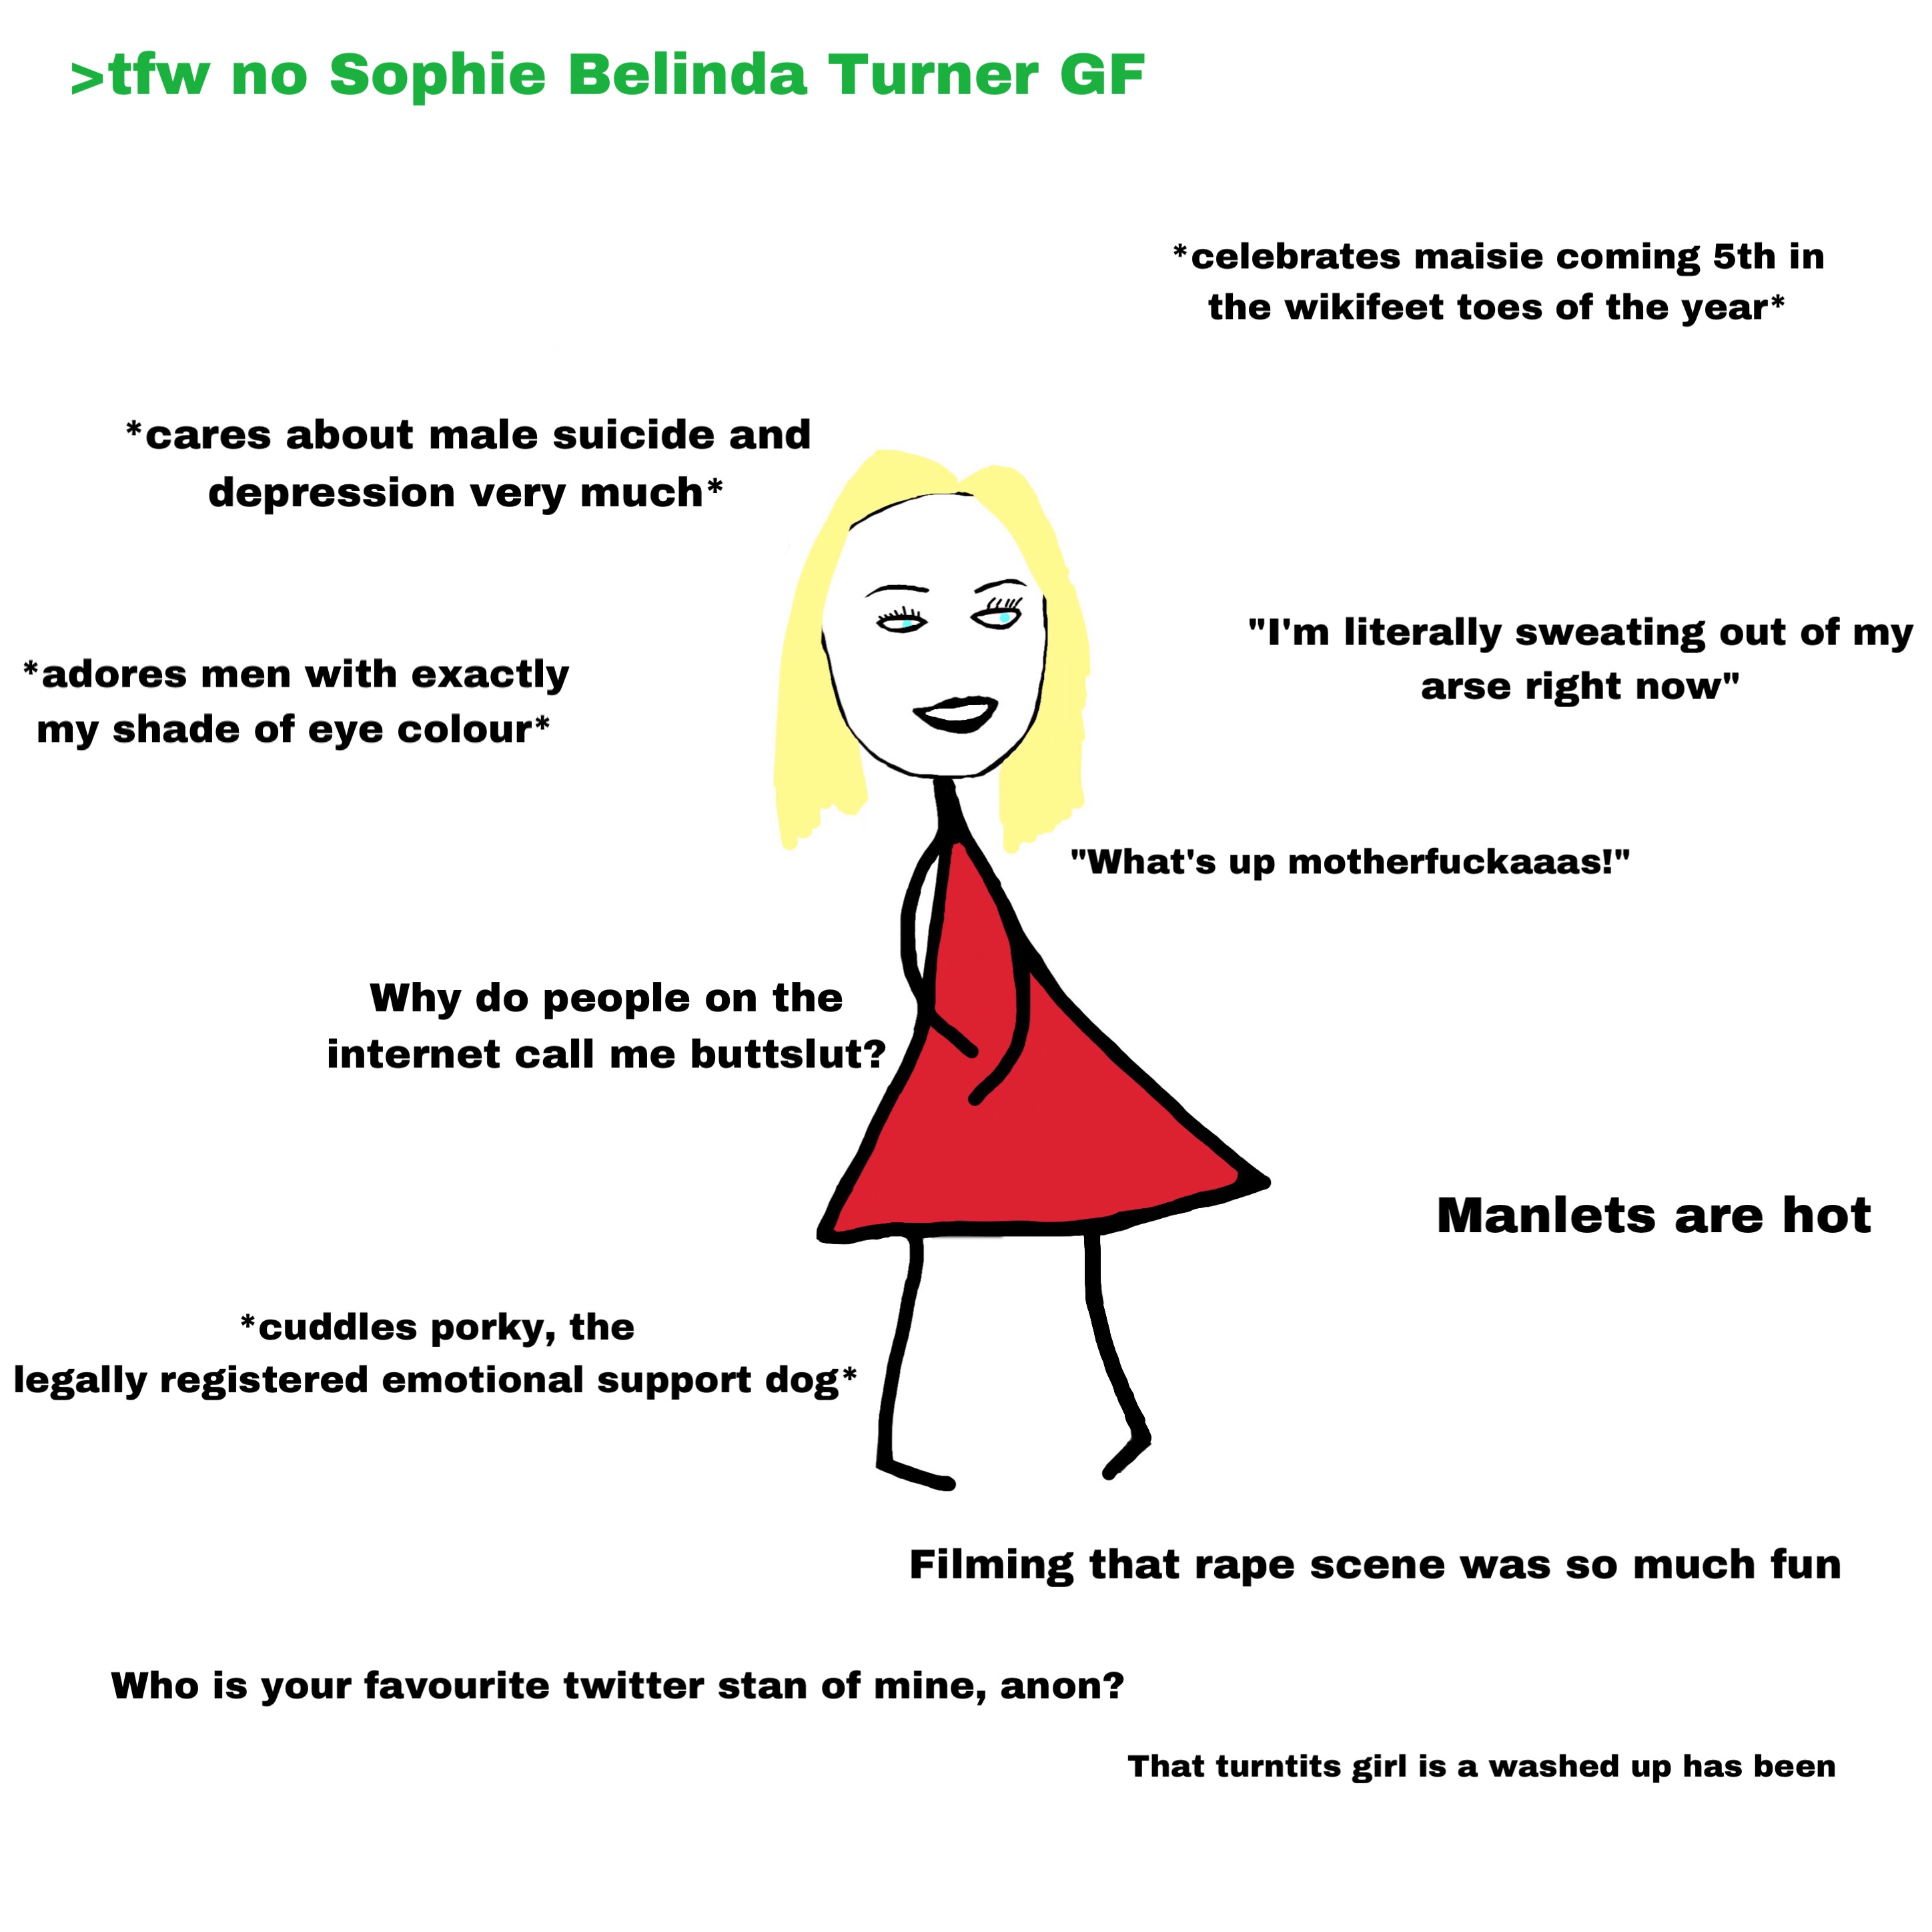 >tfw no Sophie Belinda Turner GF
*celebrates maisie coming 5th in
the wikifeet toes of the year*
*cares about male suicide and
depression very much*
"I'm literally sweating out of my
arse right now"
*adores men with exactly
my shade of eye colour*
"What's up motherfuckaaas!"
Why do people on the
internet call me buttslut?
Manlets are hot
*cuddles porky, the
legally registered emotional support dog*
Filming that rape scene was so much fun
Who is your favourite twitter stan of mine, anon?
That turntits girl is a washed up has been